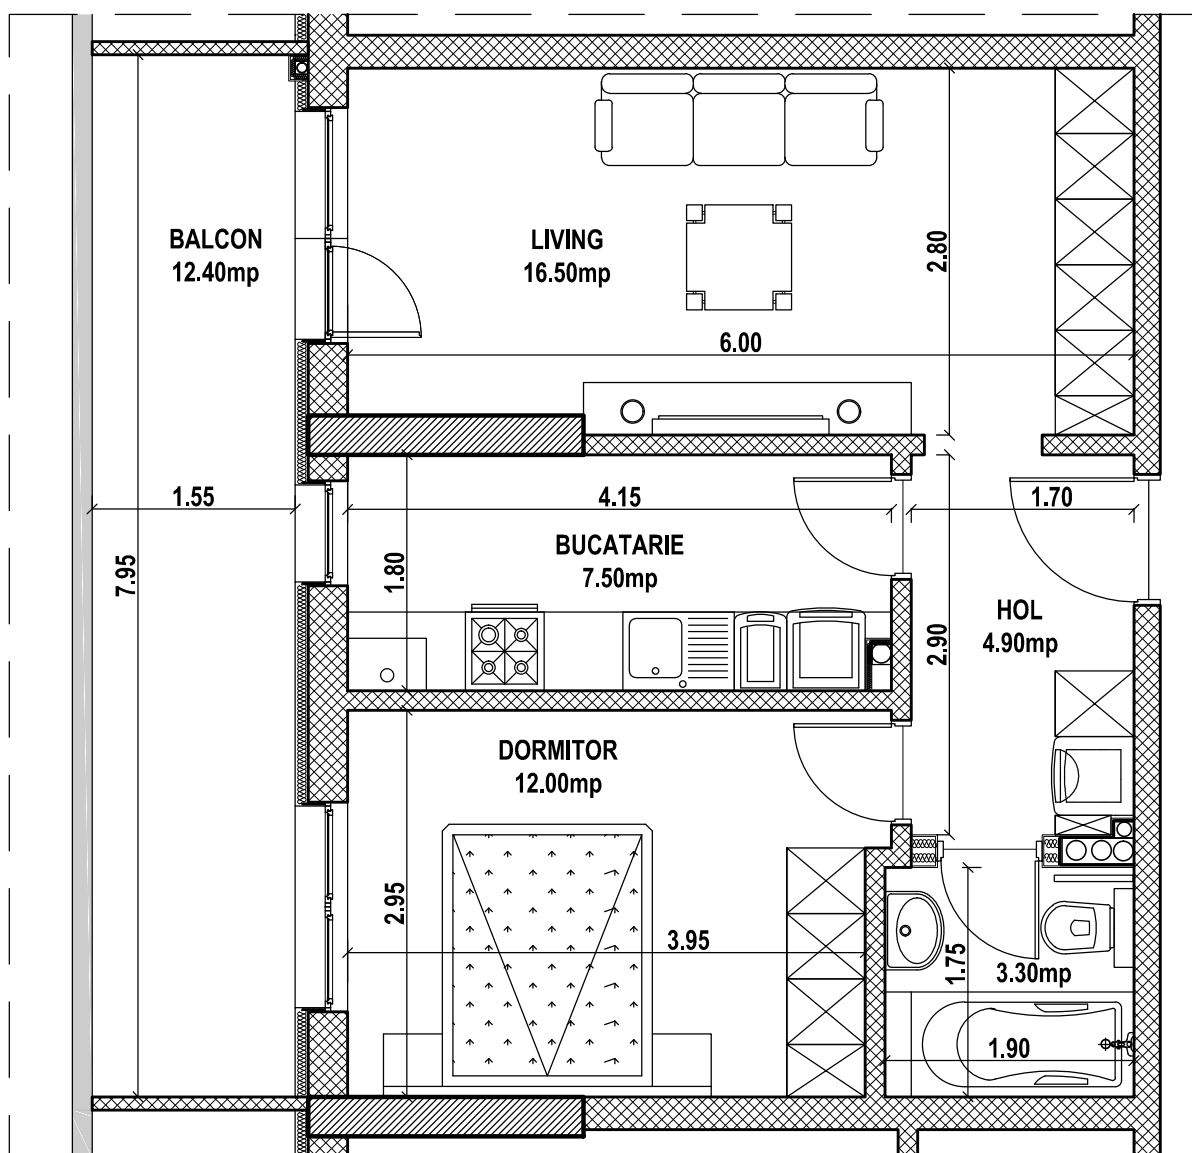 BALCON
12.40mp
LIVING
16.50mp
2.80
6.00
1.55
4.15
1.70
BUCATARIE
7.50mp
1.80
7.95
HOL
4.90mp
2.90
DORMITOR
12.00mp
2.95
3.95
1.75
3.30mp
1.90